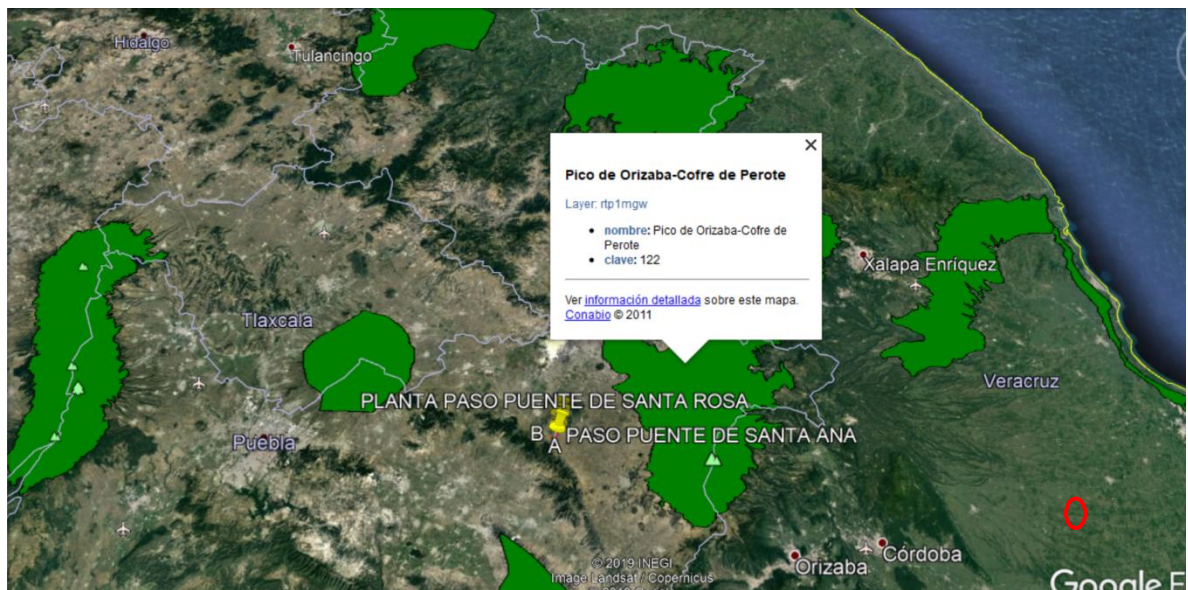 Hidalgo
Tulancingo
×
Pico de Orizaba-Cofre de Perote
Layer: rtp1mgw
nombre: Pico de Orizaba-Cofre de
Perote
clave: 122
Ver información detallada sobre este mapa.
Conabio © 2011
Xalapa Enríquez
Tlaxcala
Veracruz
PLANTA PASO PUENTE DE SANTA ROSA
Puebla
B
PASO PUENTE DE SANTA ANA
A
© 2019 INEGI
Image Landsat / Copernicus
Orizaba
Córdoba
Google E